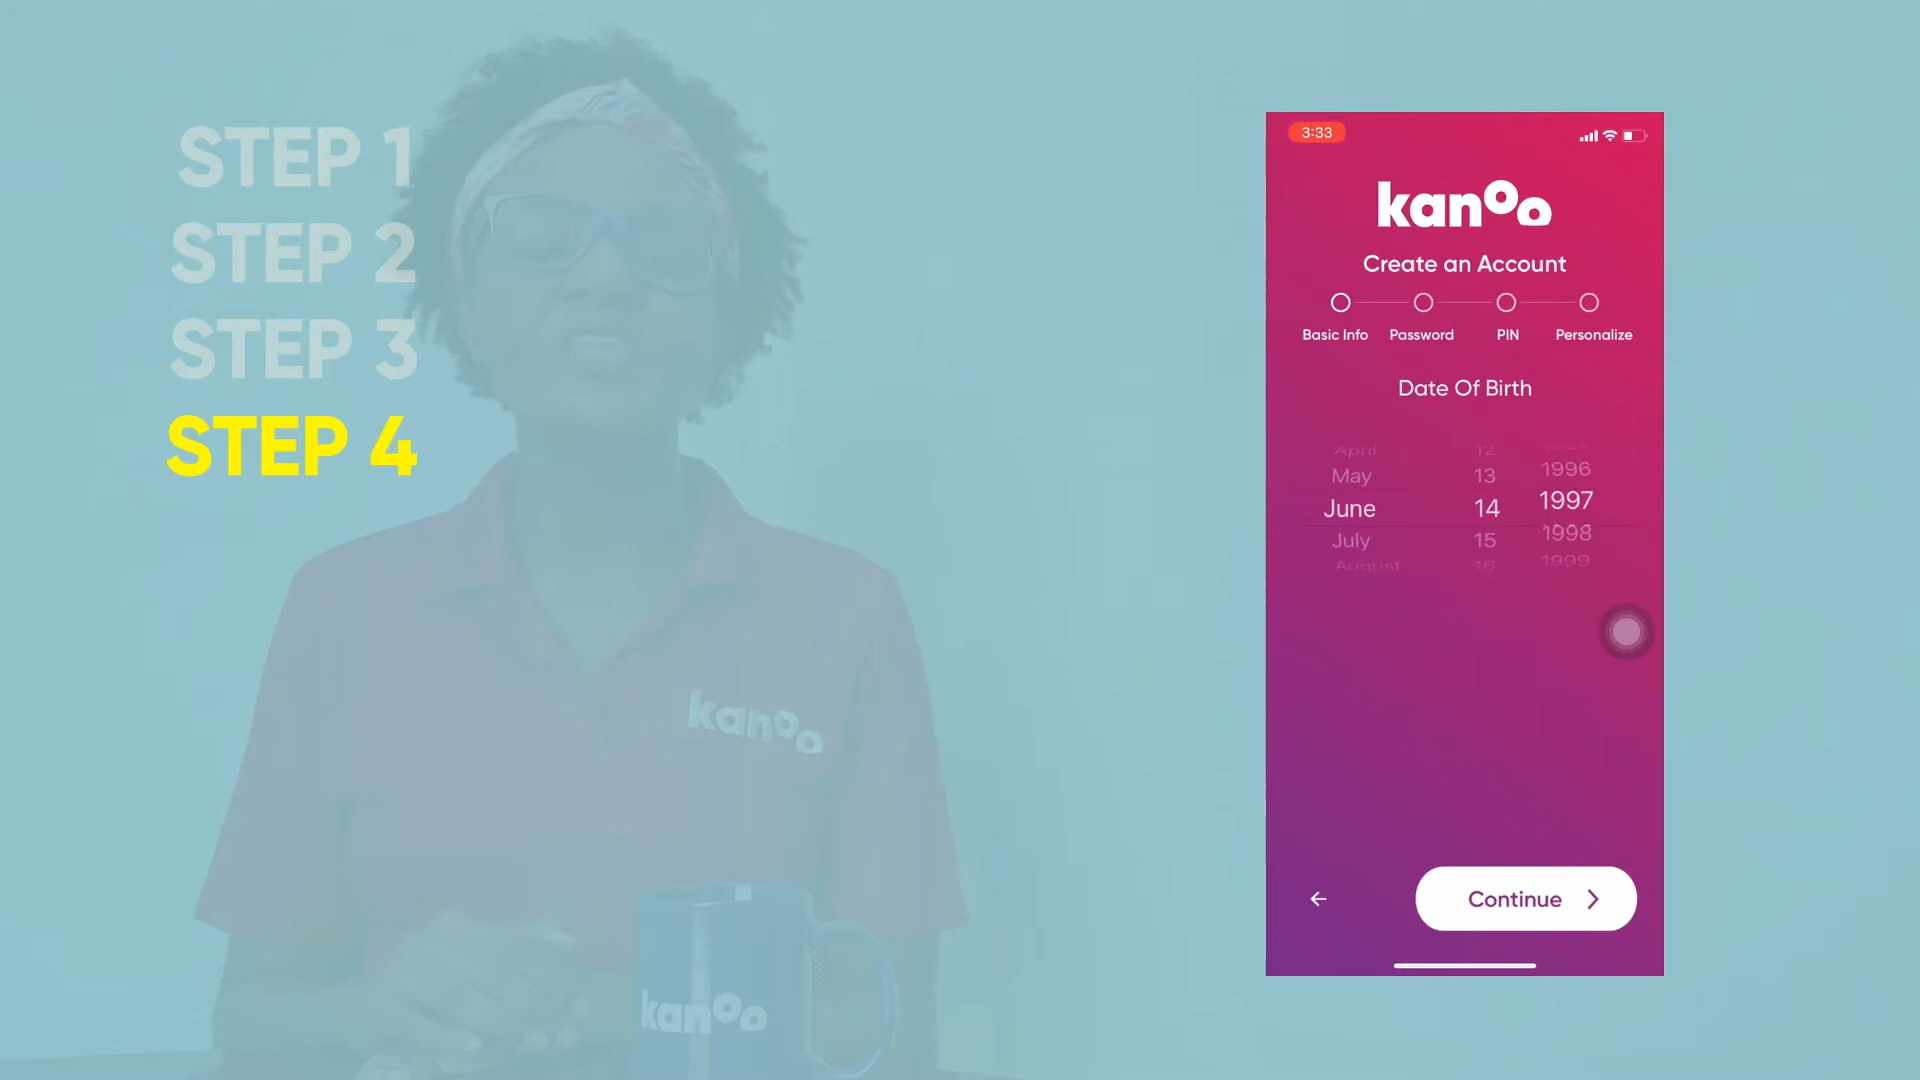 STEP 1
STEP 2
STEP 3
STEP 4
kanoo
kanoo
3:33
kanoo
Create an Account
Basic Info Password PIN Personalize
Date Of Birth
April 12
May 13 1996
June 14 1997
July 15 1998
August 16 1999
Continue